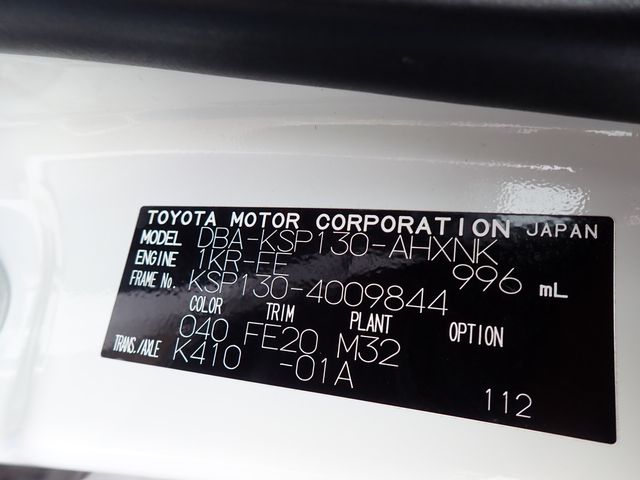 TOYOTA MOTOR CORPORATION JAPAN
MODEL DBA-KSP130-AHXNK
ENGINE 1KR-FE 996 mL
FRAME No. KSP130-4009844
COLOR TRIM PLANT OPTION
040 FE20 M32
TRANS./AXLE K410 -01A
112